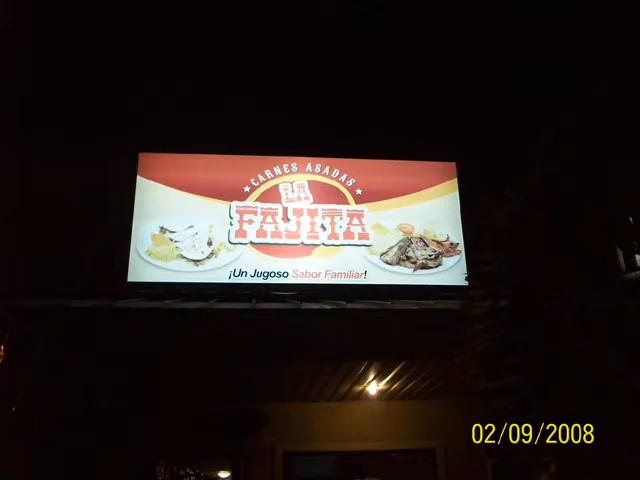 CARNES ASADAS
LA
FAJITA
¡Un Jugoso Sabor Familiar!
02/09/2008